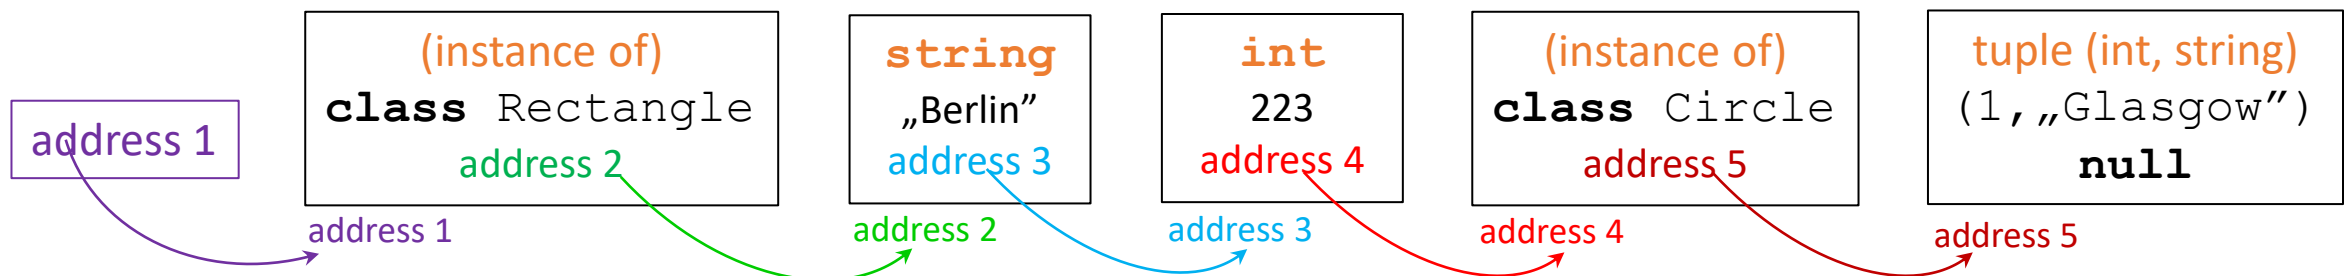 address 1
(instance of)
class Rectangle
address 2
address 1
string
„Berlin”
address 3
address 2
int
223
address 4
address 3
(instance of)
class Circle
address 5
address 4
tuple (int, string)
(1,„Glasgow”)
null
address 5